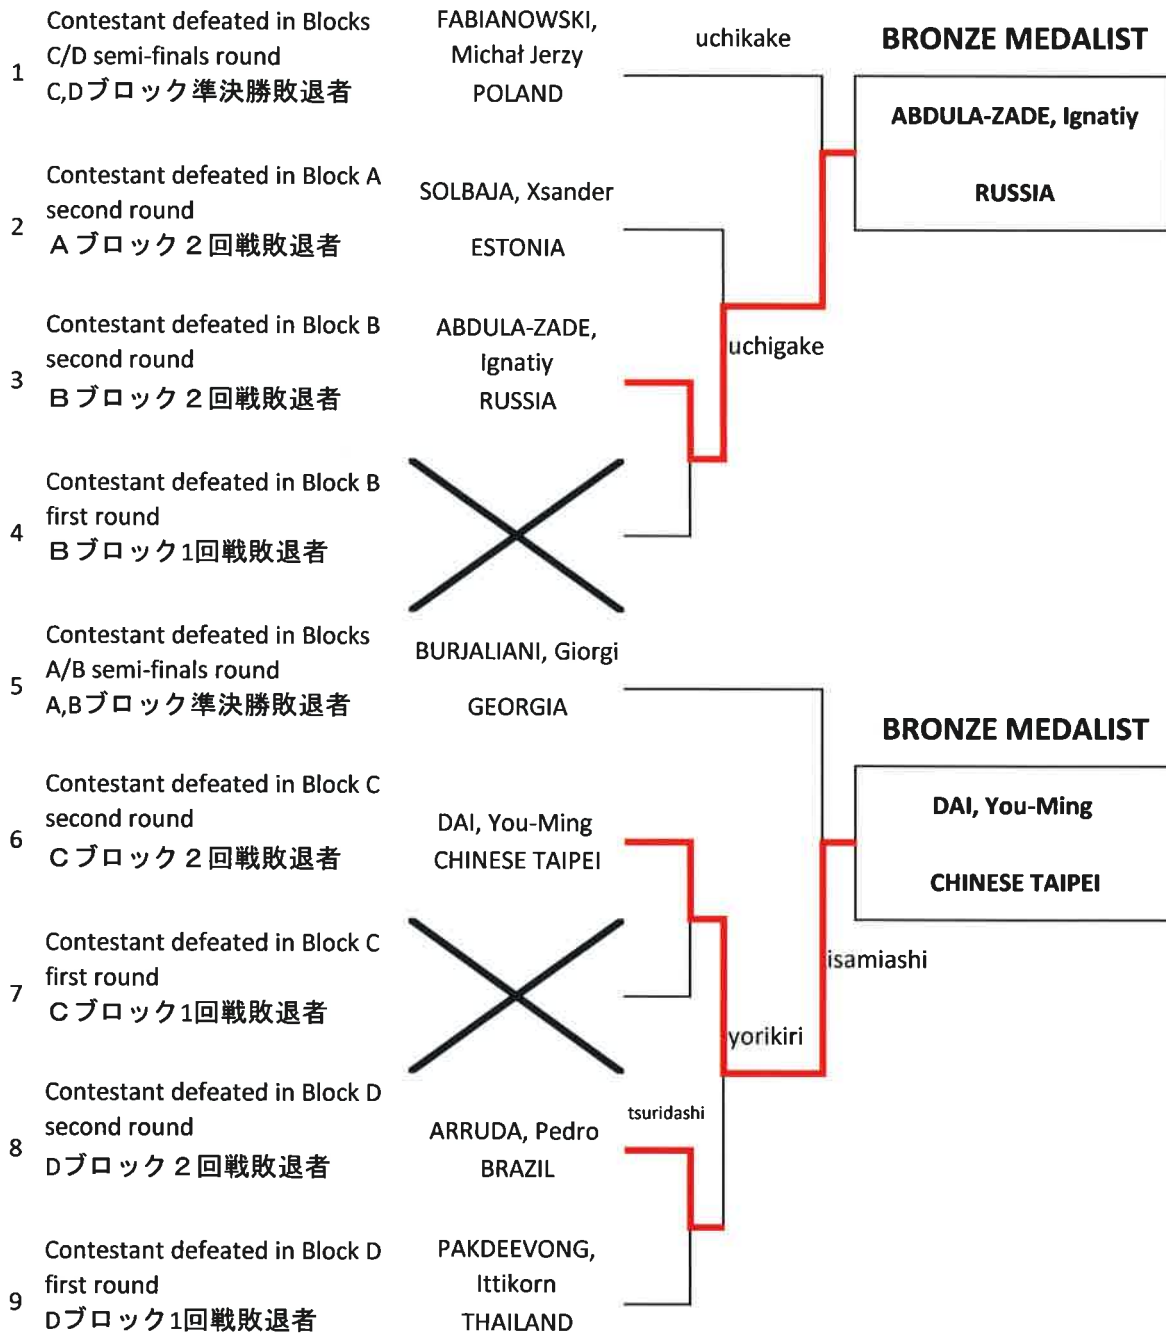 Contestant defeated in Blocks
C/D semi-finals round
1
C,Dブロック準決勝敗退者
FABIANOWSKI,
Michał Jerzy
POLAND
uchikake
BRONZE MEDALIST
ABDULA-ZADE, Ignatiy
RUSSIA
Contestant defeated in Block A
second round
2
Aブロック2回戦敗退者
SOLBAJA, Xsander
ESTONIA
Contestant defeated in Block B
second round
3
Bブロック2回戦敗退者
ABDULA-ZADE,
Ignatiy
RUSSIA
uchigake
Contestant defeated in Block B
first round
4
Bブロック1回戦敗退者
Contestant defeated in Blocks
A/B semi-finals round
5
A,Bブロック準決勝敗退者
BURJALIANI, Giorgi
GEORGIA
BRONZE MEDALIST
DAI, You-Ming
CHINESE TAIPEI
Contestant defeated in Block C
second round
6
Cブロック2回戦敗退者
DAI, You-Ming
CHINESE TAIPEI
Contestant defeated in Block C
first round
7
Cブロック1回戦敗退者
isamiashi
yorikiri
Contestant defeated in Block D
second round
8
Dブロック2回戦敗退者
ARRUDA, Pedro
BRAZIL
tsuridashi
Contestant defeated in Block D
first round
9
Dブロック1回戦敗退者
PAKDEEVONG,
Ittikorn
THAILAND